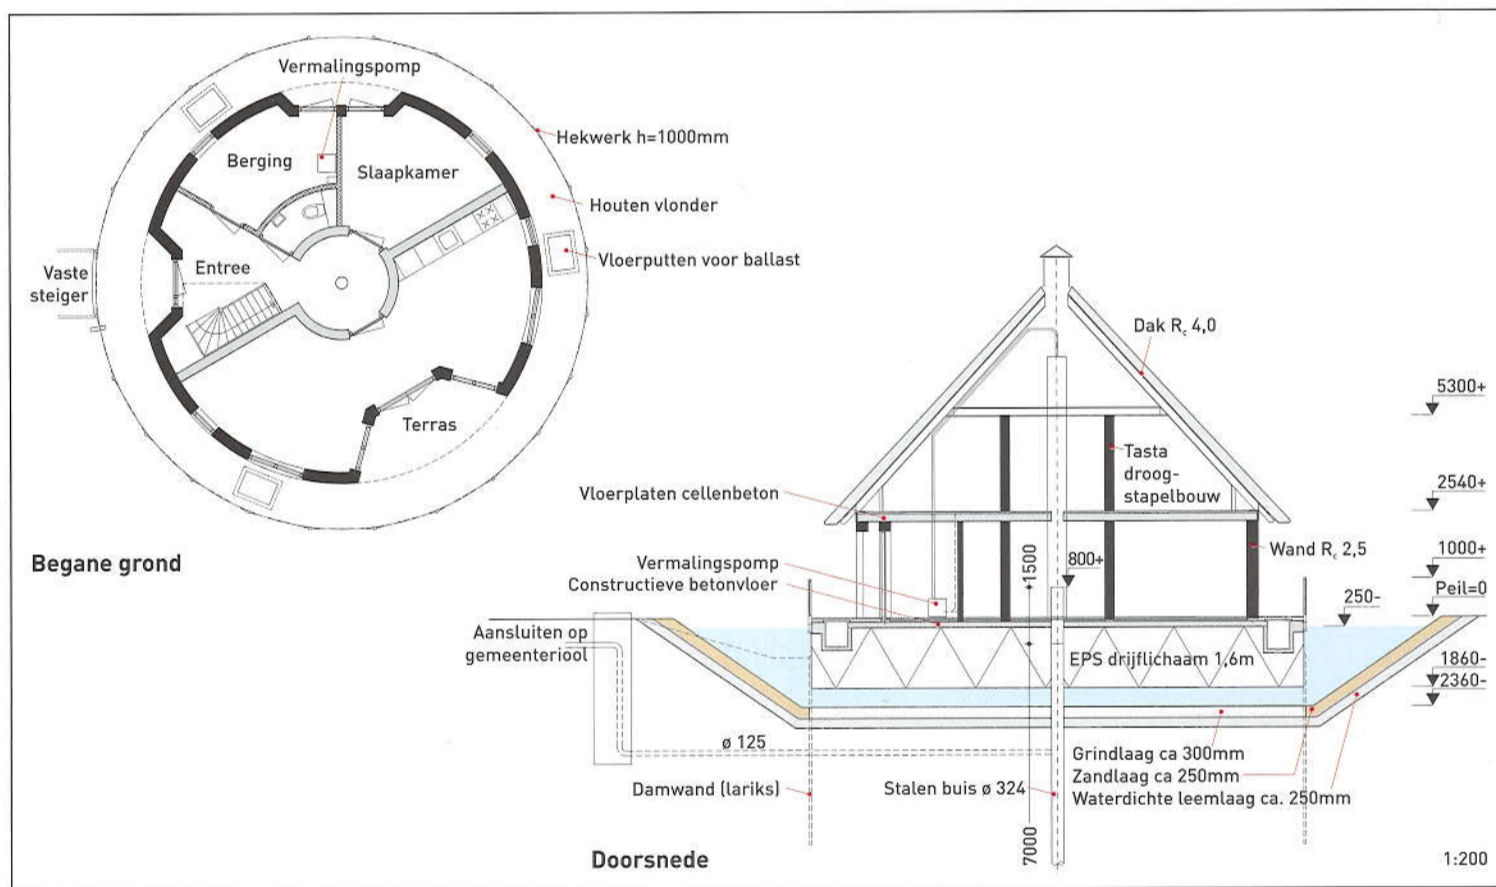 Vermalingspomp
Hekwerk h=1000mm
Berging
Slaapkamer
Houten vlonder
Vloerputten voor ballast
Entree
Vaste
steiger
Terras
Begane grond
Dak Rc 4,0
5300+
Tasta
droog-
stapelbouw
2540+
Vloerplaten cellenbeton
Wand Rc 2,5
1000+
Vermalingspomp
Constructieve betonvloer
1500
800+
Peil=0
250-
Aansluiten op
gemeenteriool
EPS drijflichaam 1,6m
1860-
2360-
ø 125
Grindlaag ca 300mm
Zandlaag ca 250mm
Waterdichte leemlaag ca. 250mm
Damwand (lariks)
Stalen buis ø 324
7000
Doorsnede
1:200